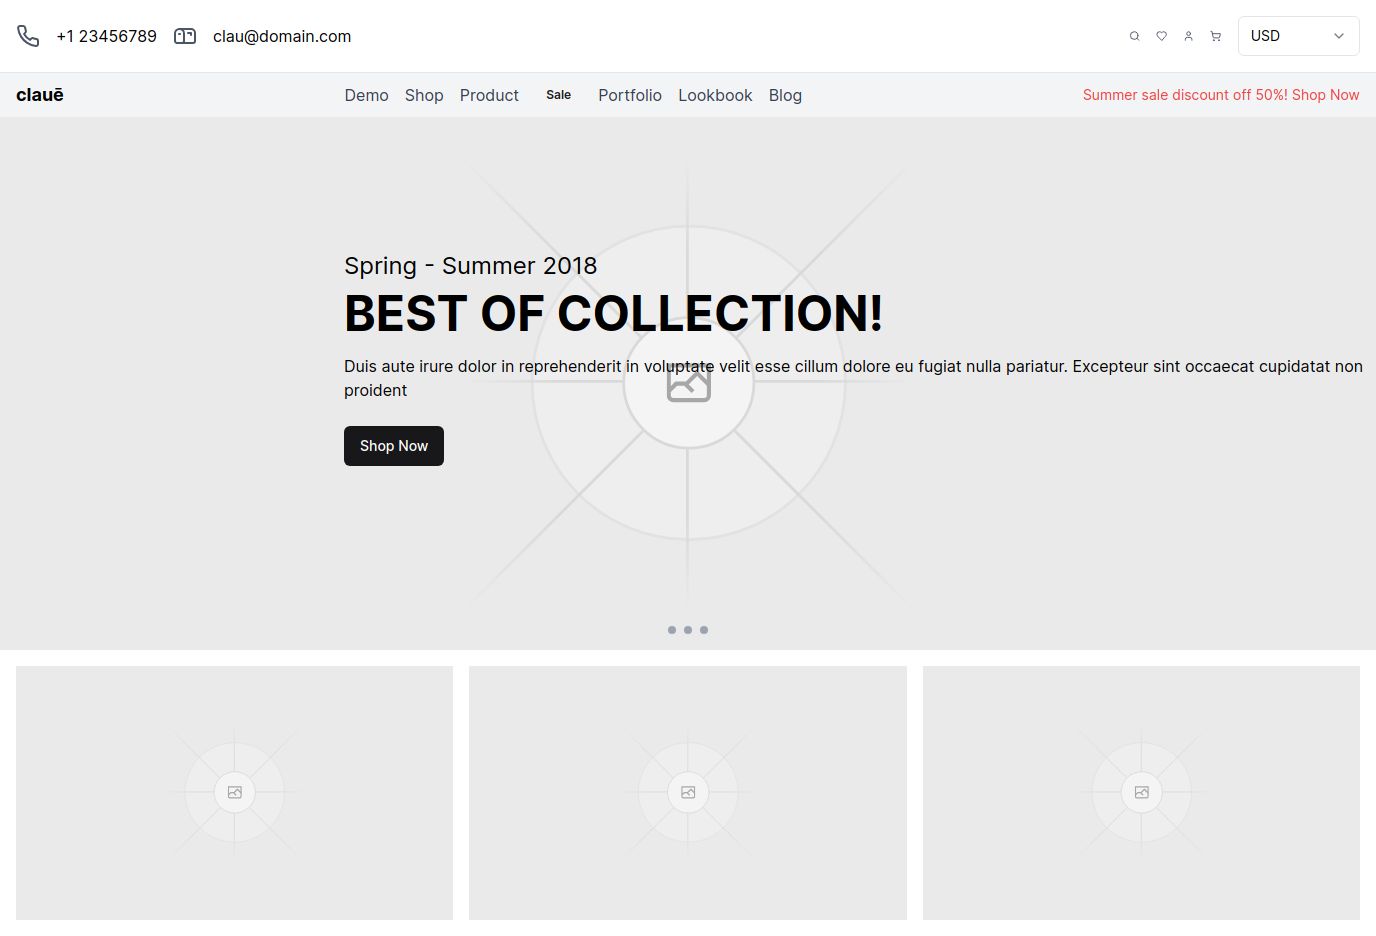 +1 23456789
clau@domain.com
USD
clauē
Demo
Shop
Product
Sale
Portfolio
Lookbook
Blog
Summer sale discount off 50%! Shop Now
Spring - Summer 2018
BEST OF COLLECTION!
Duis aute irure dolor in reprehenderit in voluptate velit esse cillum dolore eu fugiat nulla pariatur. Excepteur sint occaecat cupidatat non
proident
Shop Now